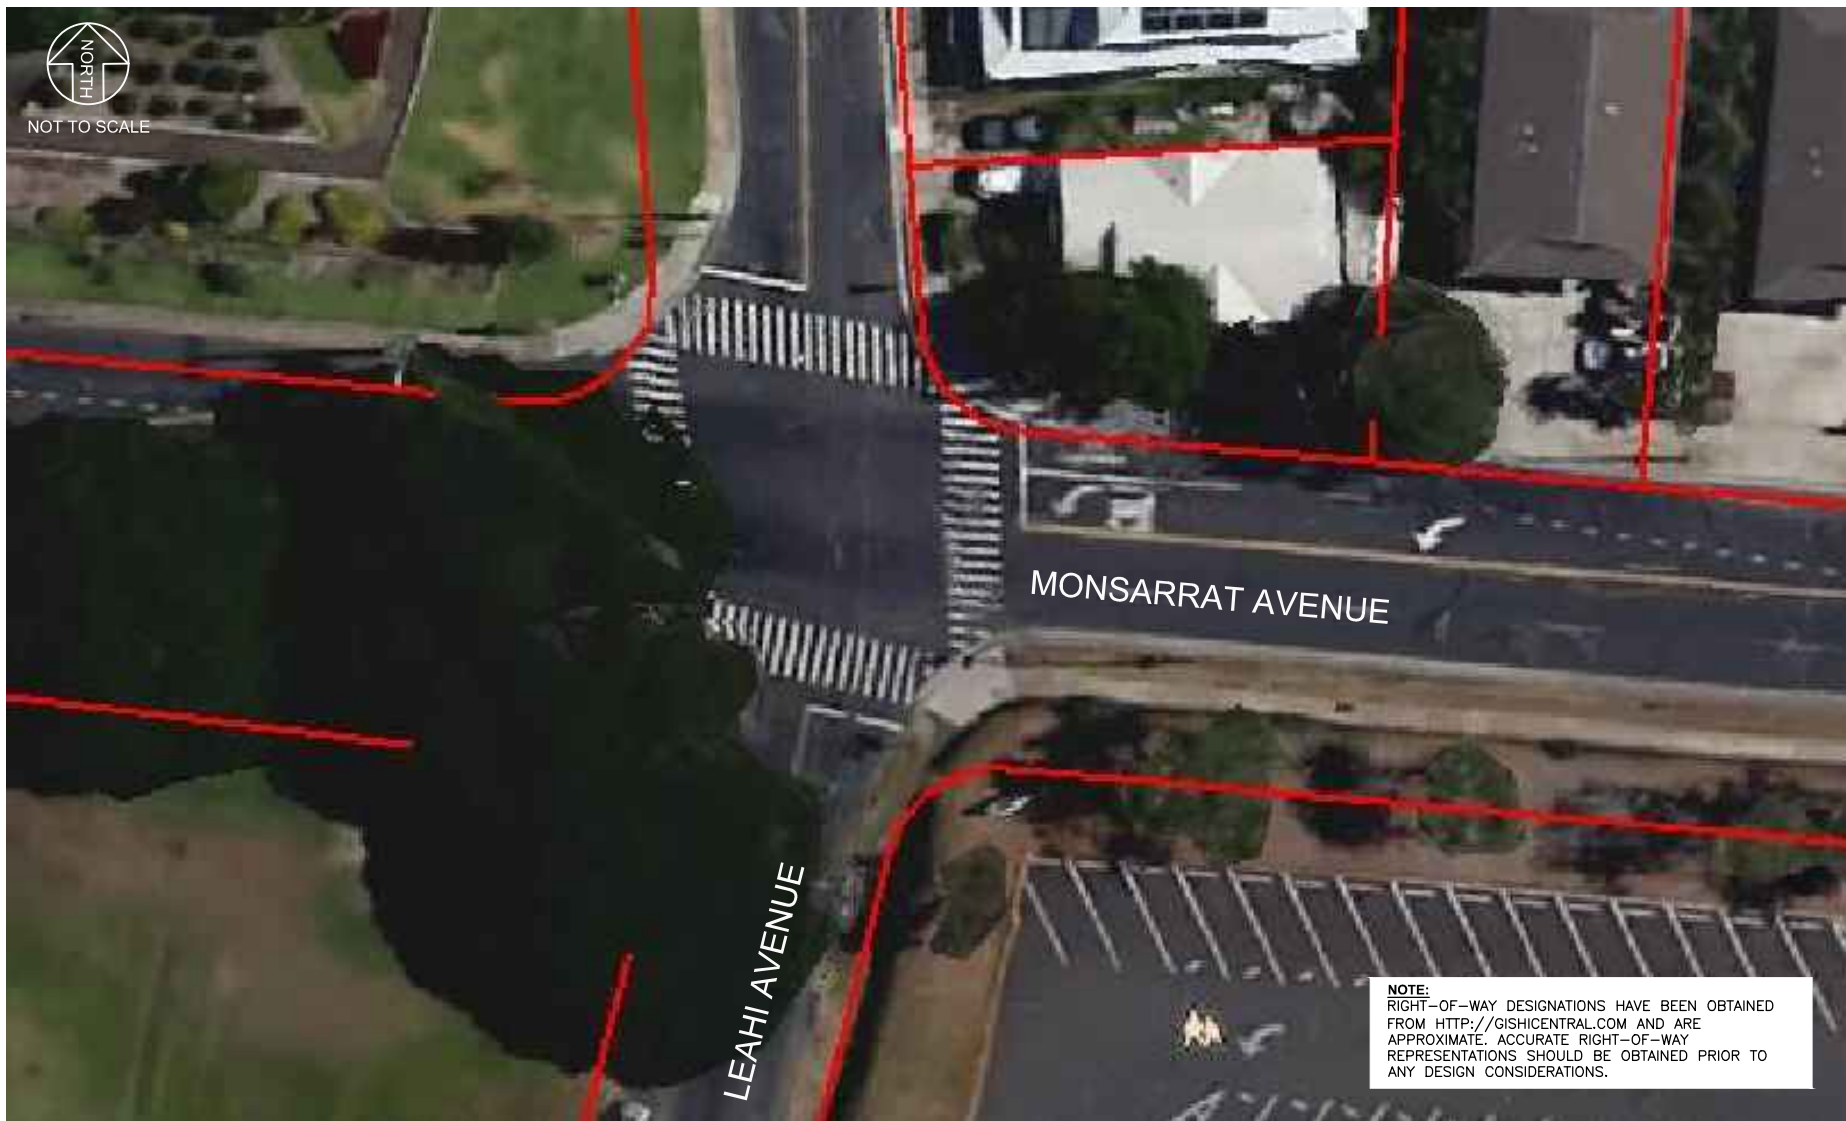 NORTH
NOT TO SCALE
MONSARRAT AVENUE
LEAHI AVENUE
NOTE:
RIGHT-OF-WAY DESIGNATIONS HAVE BEEN OBTAINED
FROM HTTP://GISHICENTRAL.COM AND ARE
APPROXIMATE. ACCURATE RIGHT-OF-WAY
REPRESENTATIONS SHOULD BE OBTAINED PRIOR TO
ANY DESIGN CONSIDERATIONS.